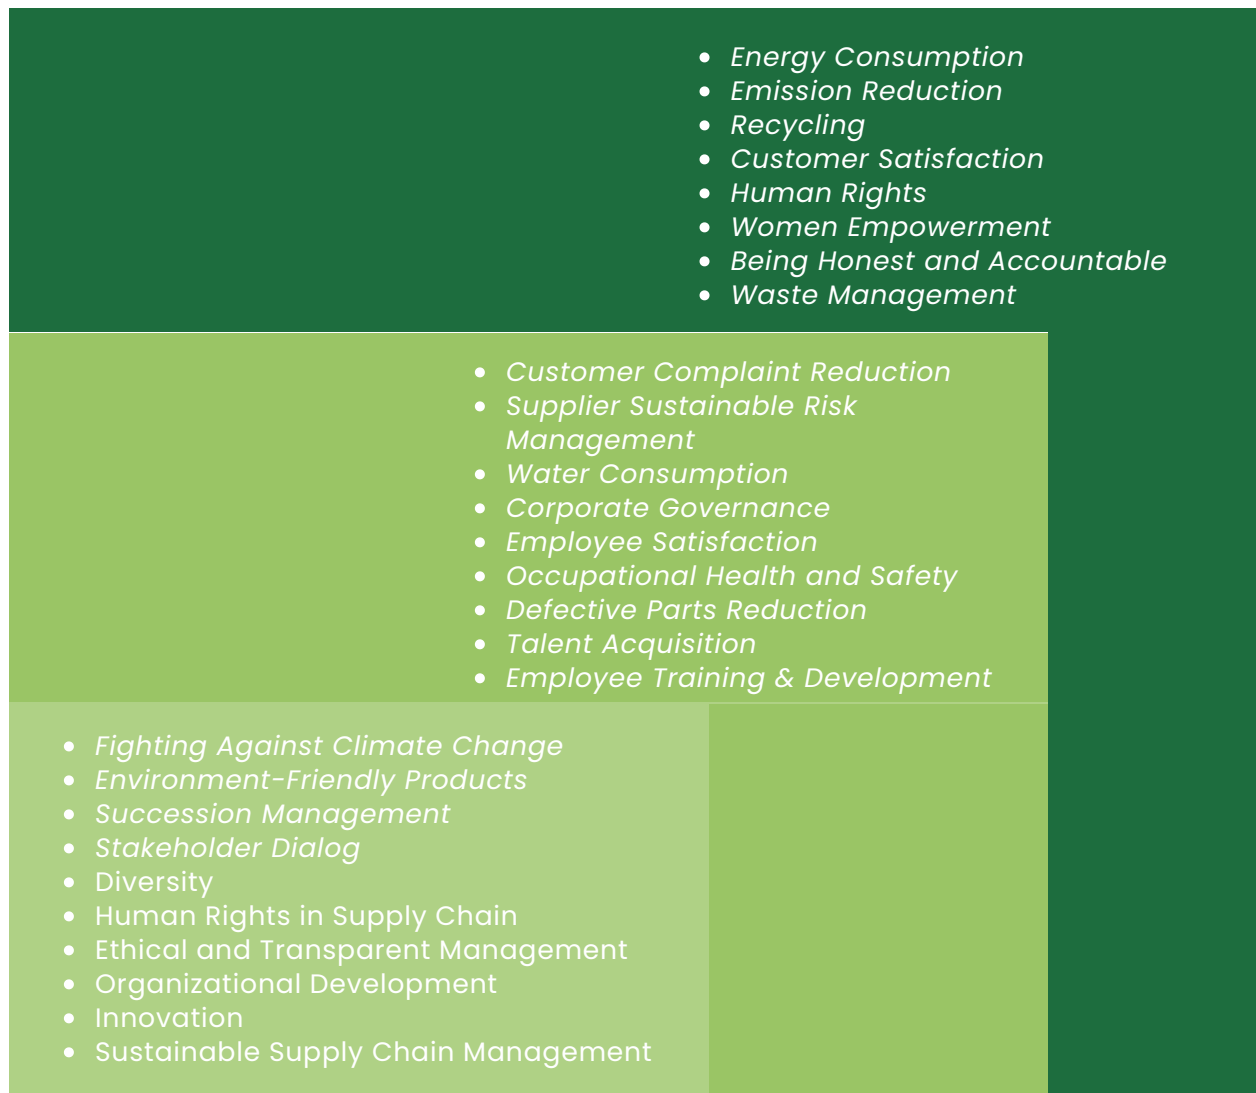 • Energy Consumption
• Emission Reduction
• Recycling
• Customer Satisfaction
• Human Rights
• Women Empowerment
• Being Honest and Accountable
• Waste Management
• Customer Complaint Reduction
• Supplier Sustainable Risk
Management
• Water Consumption
• Corporate Governance
• Employee Satisfaction
• Occupational Health and Safety
• Defective Parts Reduction
• Talent Acquisition
• Employee Training & Development
• Fighting Against Climate Change
• Environment-Friendly Products
• Succession Management
• Stakeholder Dialog
• Diversity
• Human Rights in Supply Chain
• Ethical and Transparent Management
• Organizational Development
• Innovation
• Sustainable Supply Chain Management